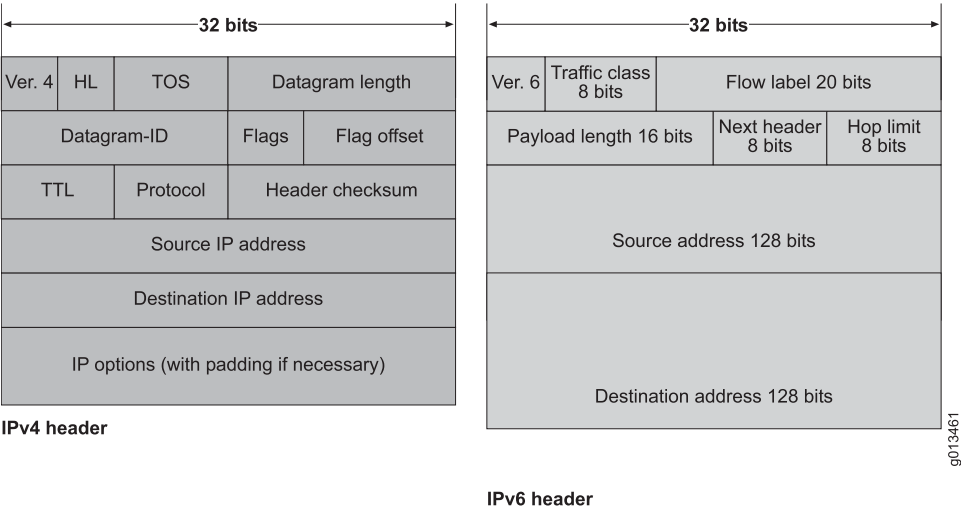 32 bits
Ver. 4 HL TOS Datagram length
Datagram-ID Flags Flag offset
TTL Protocol Header checksum
Source IP address
Destination IP address
IP options (with padding if necessary)
IPv4 header
32 bits
Ver. 6 Traffic class
8 bits
Flow label 20 bits
Payload length 16 bits
Next header
8 bits
Hop limit
8 bits
Source address 128 bits
Destination address 128 bits
g013461
IPv6 header